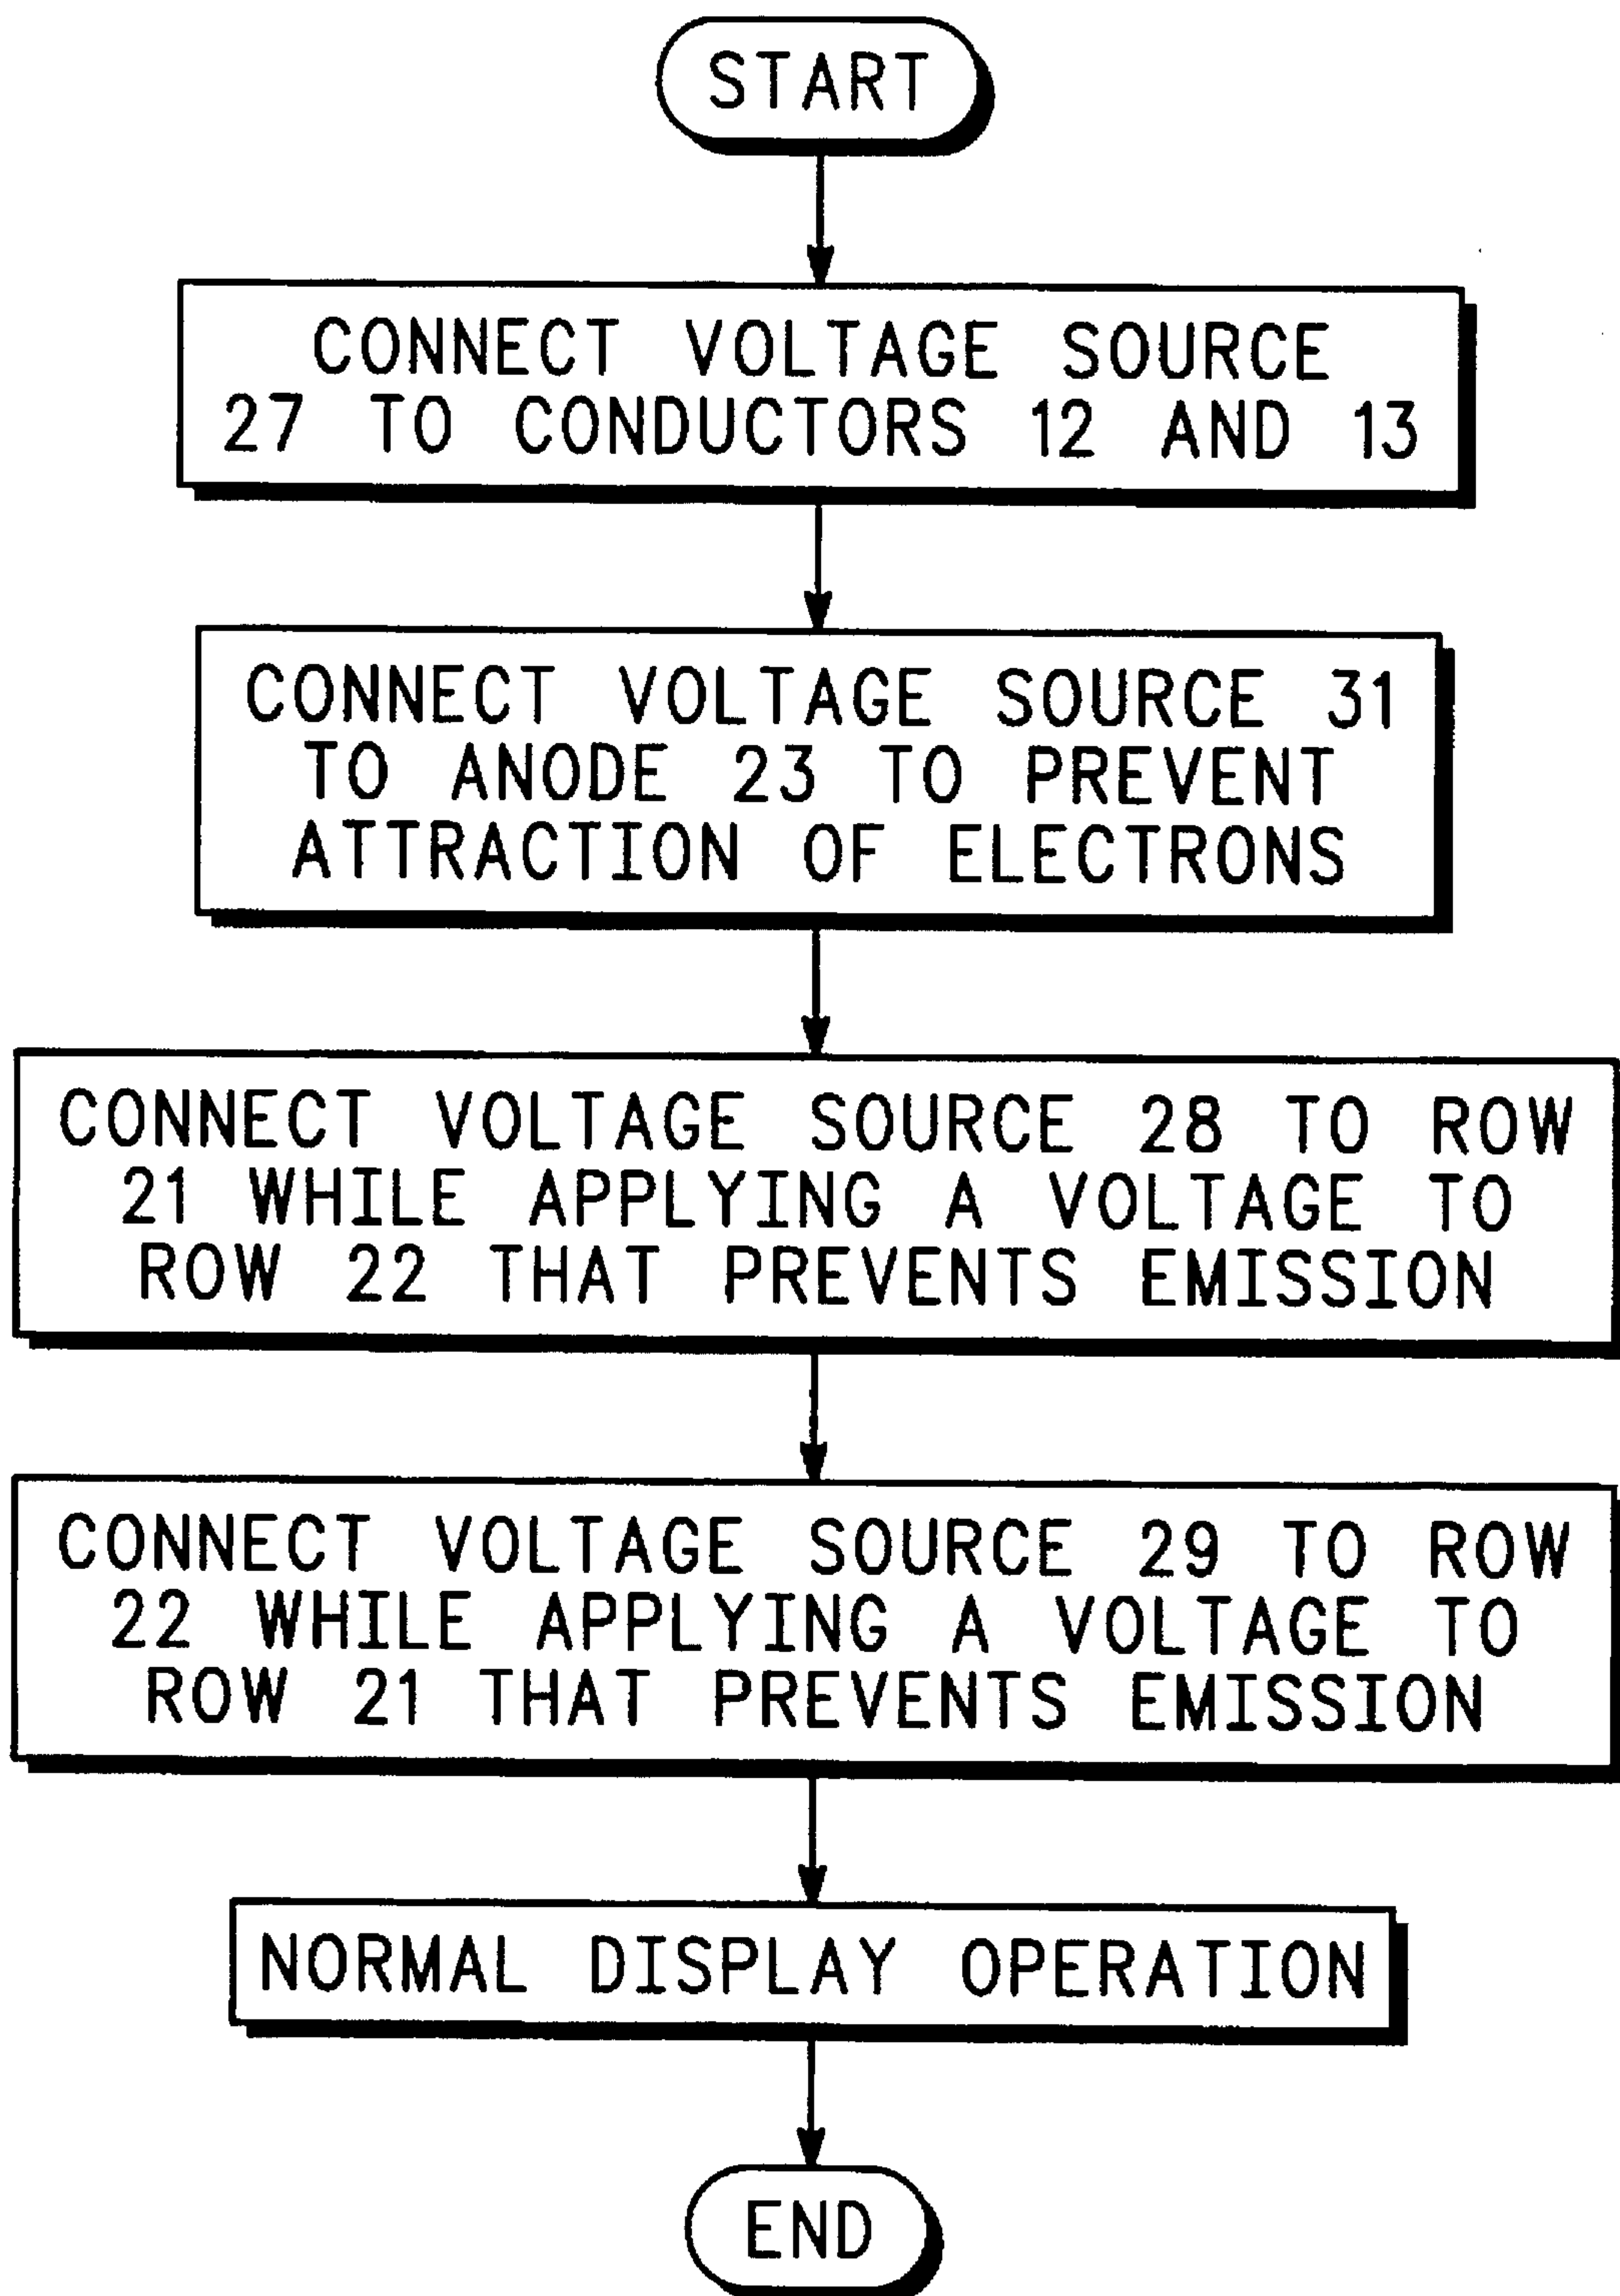 START
CONNECT VOLTAGE SOURCE
27 TO CONDUCTORS 12 AND 13
CONNECT VOLTAGE SOURCE 31
TO ANODE 23 TO PREVENT
ATTRACTION OF ELECTRONS
CONNECT VOLTAGE SOURCE 28 TO ROW
21 WHILE APPLYING A VOLTAGE TO
ROW 22 THAT PREVENTS EMISSION
CONNECT VOLTAGE SOURCE 29 TO ROW
22 WHILE APPLYING A VOLTAGE TO
ROW 21 THAT PREVENTS EMISSION
NORMAL DISPLAY OPERATION
END